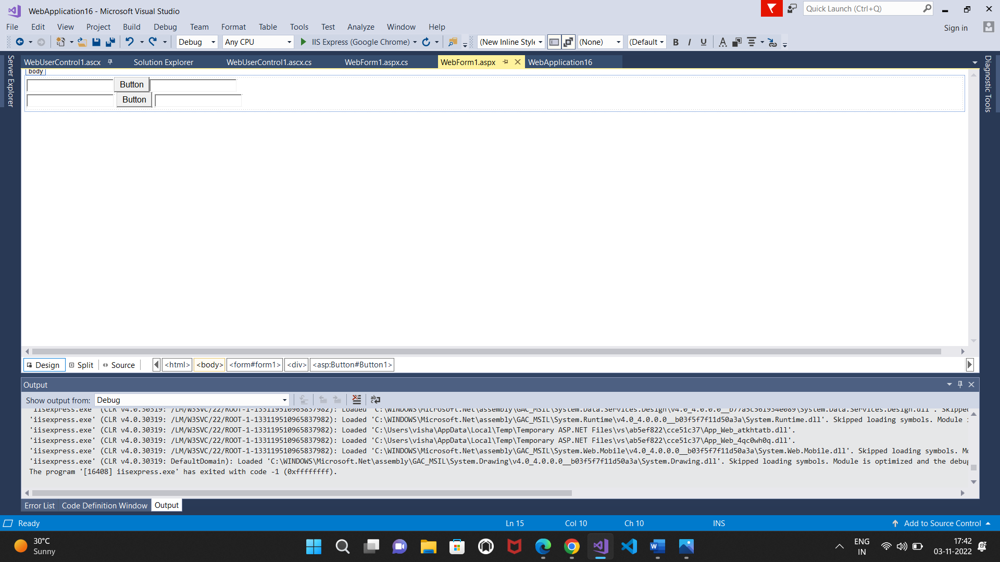 WebApplication16 - Microsoft Visual Studio
Quick Launch (Ctrl+Q)
File Edit View Project Build Debug Team Format Table Tools Test Analyze Window Help
Sign in
Debug Any CPU IIS Express (Google Chrome) (New Inline Style (None) (Default B I U
Server Explorer
WebUserControl1.ascx Solution Explorer WebUserControl1.ascx.cs WebForm1.aspx.cs WebForm1.aspx WebApplication16
Diagnostic Tools
body
Button
Button
Design Split Source <html> <body> <form#form1> <div> <asp:Button#Button1>
Output
Show output from: Debug
'iisexpress.exe' (CLR v4.0.30319: /LM/W3SVC/22/ROOT-1-133119510965837982): Loaded 'C:\WINDOWS\Microsoft.Net\assembly\GAC_MSIL\System.Data.Services.Design\v4.0_4.0.0.0__b77a5c561934e089\System.Data.Services.Design.dll'. Skipped
'iisexpress.exe' (CLR v4.0.30319: /LM/W3SVC/22/ROOT-1-133119510965837982): Loaded 'C:\WINDOWS\Microsoft.Net\assembly\GAC_MSIL\System.Runtime\v4.0_4.0.0.0__b03f5f7f11d50a3a\System.Runtime.dll'. Skipped loading symbols. Module
'iisexpress.exe' (CLR v4.0.30319: /LM/W3SVC/22/ROOT-1-133119510965837982): Loaded 'C:\Users\visha\AppData\Local\Temp\Temporary ASP.NET Files\vs\ab5ef822\cce51c37\App_Web_atkhtatb.dll'.
'iisexpress.exe' (CLR v4.0.30319: /LM/W3SVC/22/ROOT-1-133119510965837982): Loaded 'C:\Users\visha\AppData\Local\Temp\Temporary ASP.NET Files\vs\ab5ef822\cce51c37\App_Web_4qc0wh0q.dll'.
'iisexpress.exe' (CLR v4.0.30319: /LM/W3SVC/22/ROOT-1-133119510965837982): Loaded 'C:\WINDOWS\Microsoft.Net\assembly\GAC_MSIL\System.Web.Mobile\v4.0_4.0.0.0__b03f5f7f11d50a3a\System.Web.Mobile.dll'. Skipped loading symbols.
'iisexpress.exe' (CLR v4.0.30319: DefaultDomain): Loaded 'C:\WINDOWS\Microsoft.Net\assembly\GAC_MSIL\System.Drawing\v4.0_4.0.0.0__b03f5f7f11d50a3a\System.Drawing.dll'. Skipped loading symbols. Module is optimized and the debug
The program '[16408] iisexpress.exe' has exited with code -1 (0xffffffff).
Error List Code Definition Window Output
Ready Ln 15 Col 10 Ch 10 INS Add to Source Control
30°C
Sunny
ENG
IN
17:42
03-11-2022